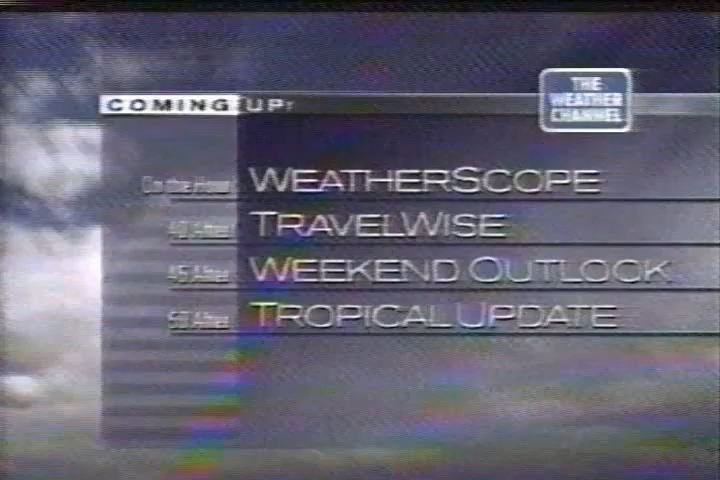 COMING UP:
THE
WEATHER
CHANNEL
On the Hour WEATHERSCOPE
40 After TRAVELWISE
45 After WEEKEND OUTLOOK
50 After TROPICAL UPDATE